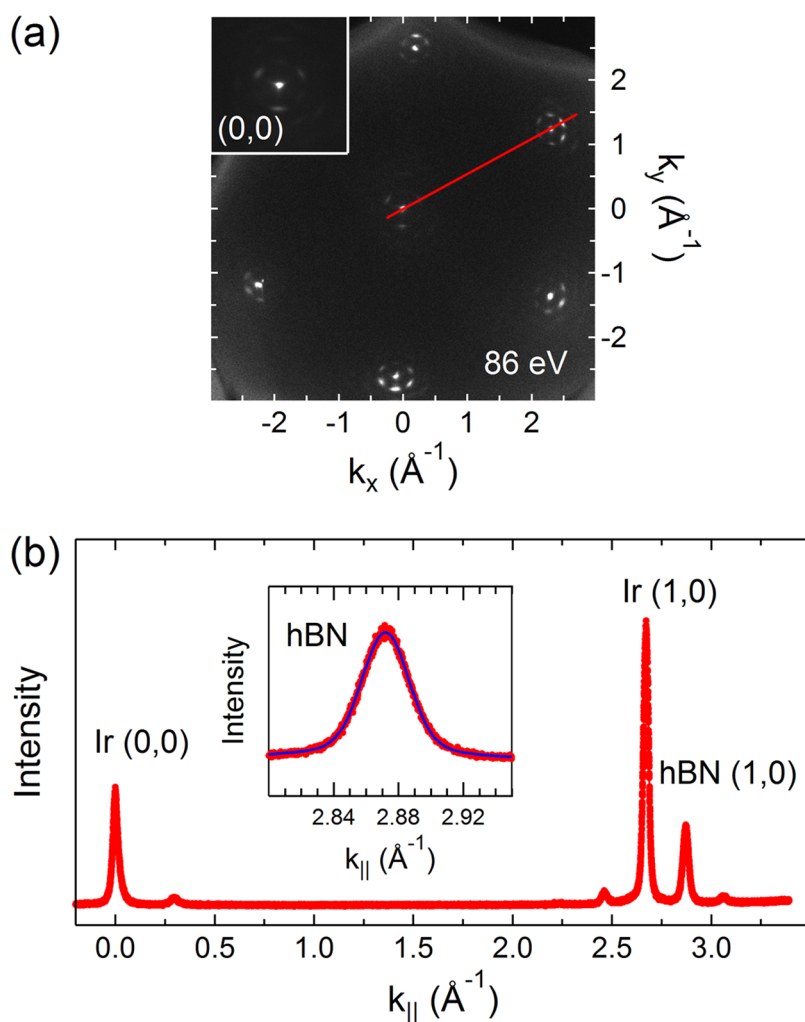 (a)
(0,0)
86 eV
2
1
0
-1
-2
k_y (Å^-1)
-2 -1 0 1 2
k_x (Å^-1)
(b)
Intensity
Ir (0,0)
hBN
Intensity
2.84 2.88 2.92
k_|| (Å^-1)
Ir (1,0)
hBN (1,0)
0.0 0.5 1.0 1.5 2.0 2.5 3.0
k_|| (Å^-1)